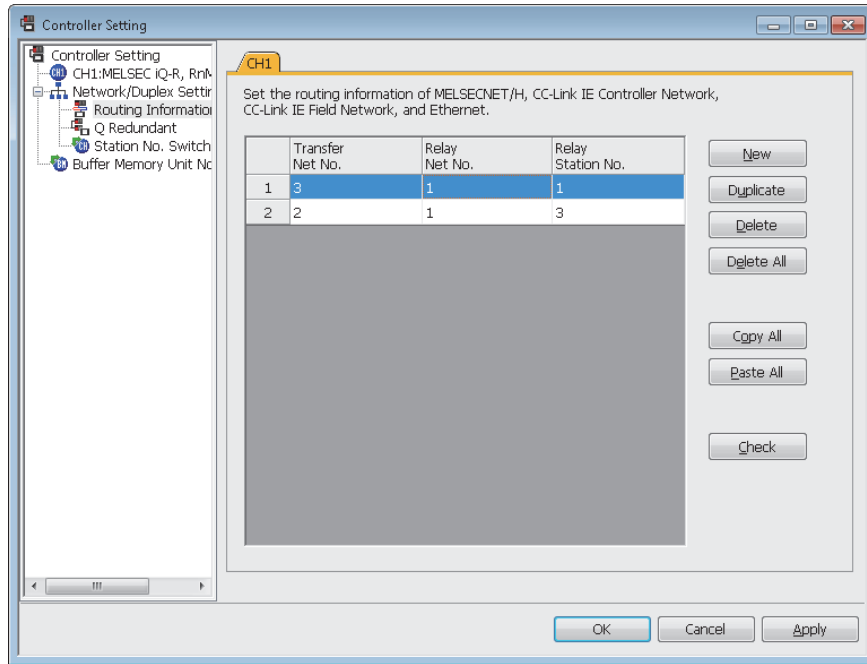 Controller Setting
Controller Setting
CH1:MELSEC iQ-R, RnM
Network/Duplex Settir
Routing Informatio
Q Redundant
Station No. Switch
Buffer Memory Unit No
CH1
Set the routing information of MELSECNET/H, CC-Link IE Controller Network,
CC-Link IE Field Network, and Ethernet.
Transfer Net No. Relay Net No. Relay Station No.
1 3 1 1
2 2 1 3
New
Duplicate
Delete
Delete All
Copy All
Paste All
Check
OK Cancel Apply